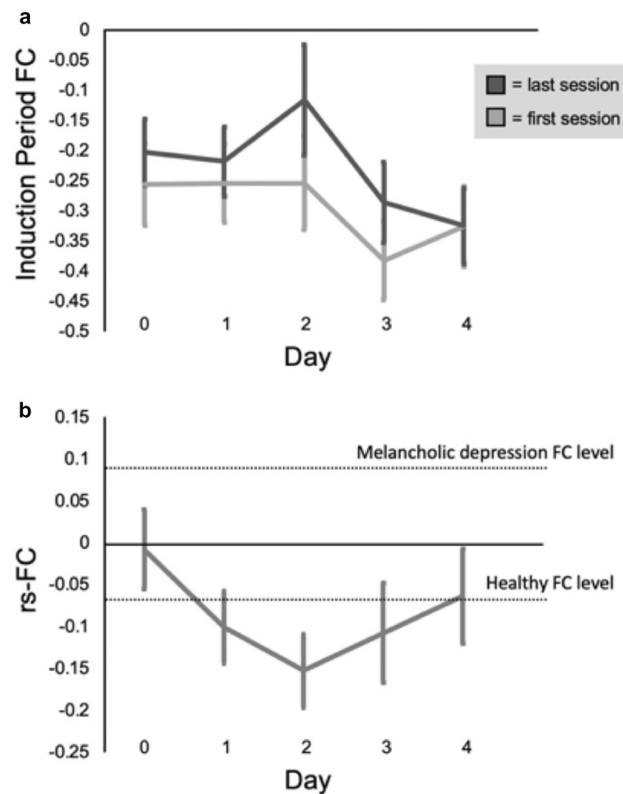 a
0
-0.05
-0.1
-0.15
-0.2
-0.25
-0.3
-0.35
-0.4
-0.45
-0.5
Induction Period FC
= last session
= first session
0 1 2 3 4
Day
b
0.15
0.1
0.05
0
-0.05
-0.1
-0.15
-0.2
-0.25
rs-FC
Melancholic depression FC level
Healthy FC level
0 1 2 3 4
Day